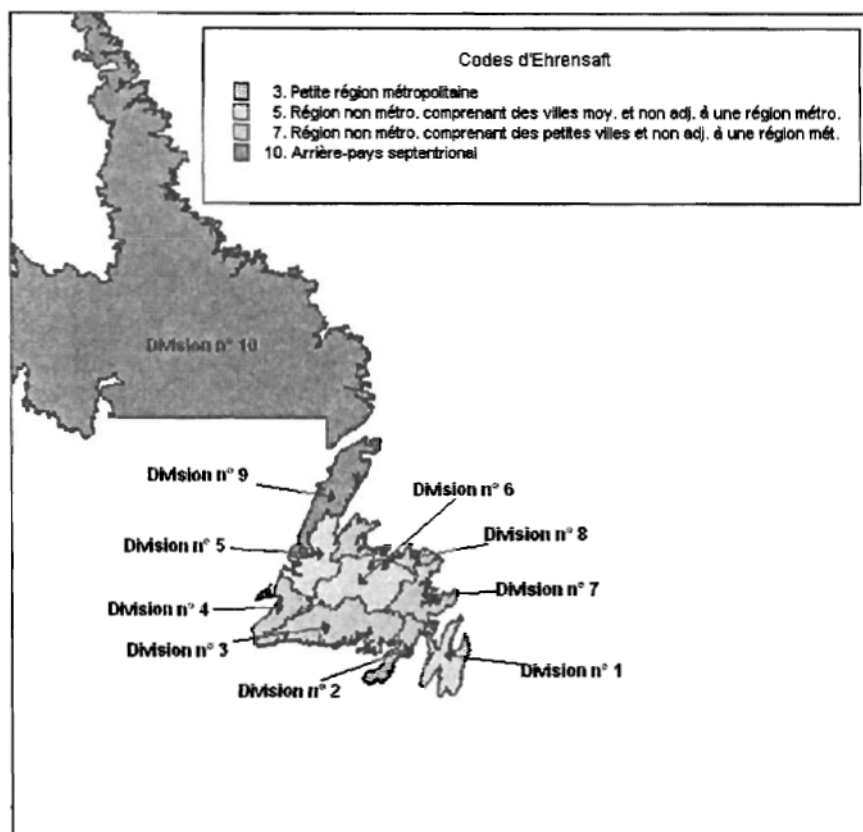 Codes d'Ehrensaft
3. Petite région métropolitaine
5. Région non métro. comprenant des villes moy. et non adj. à une région métro.
7. Région non métro. comprenant des petites villes et non adj. à une région mét.
10. Arrière-pays septentrional
Division n° 10
Division n° 9
Division n° 6
Division n° 5
Division n° 8
Division n° 7
Division n° 4
Division n° 3
Division n° 1
Division n° 2